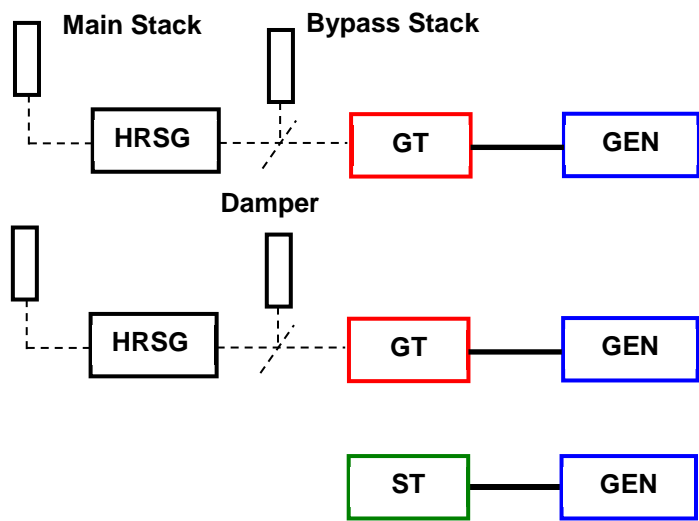 Main Stack
Bypass Stack
HRSG
GT
GEN
Damper
HRSG
GT
GEN
ST
GEN